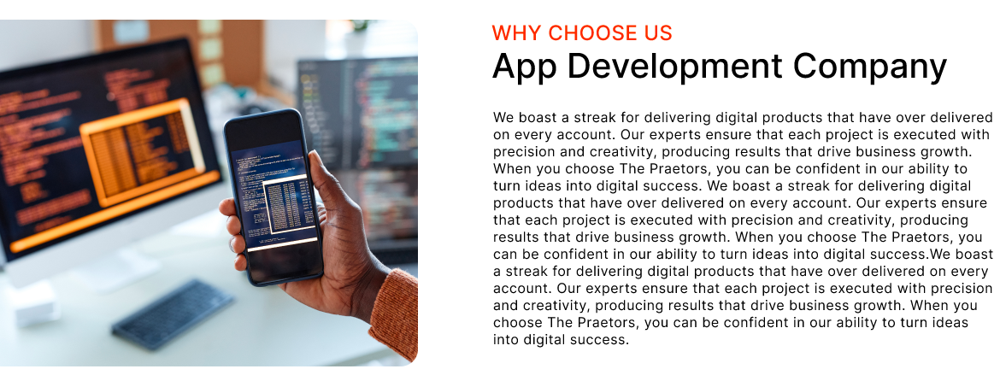 WHY CHOOSE US
App Development Company
We boast a streak for delivering digital products that have over delivered
on every account. Our experts ensure that each project is executed with
precision and creativity, producing results that drive business growth.
When you choose The Praetors, you can be confident in our ability to
turn ideas into digital success. We boast a streak for delivering digital
products that have over delivered on every account. Our experts ensure
that each project is executed with precision and creativity, producing
results that drive business growth. When you choose The Praetors, you
can be confident in our ability to turn ideas into digital success.We boast
a streak for delivering digital products that have over delivered on every
account. Our experts ensure that each project is executed with precision
and creativity, producing results that drive business growth. When you
choose The Praetors, you can be confident in our ability to turn ideas
into digital success.